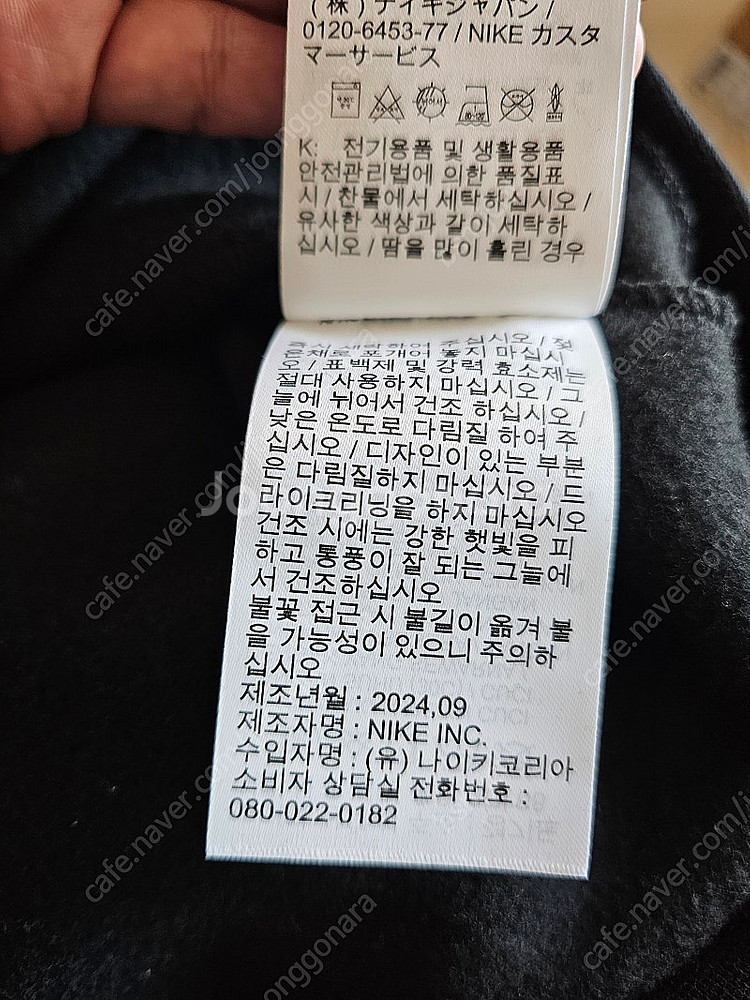 (株) ナイキジャパン /
0120-6453-77 / NIKE カスタ
マーサービス
K: 전기용품 및 생활용품
안전관리법에 의한 품질표
시 / 찬물에서 세탁하십시오 /
유사한 색상과 같이 세탁하
십시오 / 땀을 많이 흘린 경우
즉시 세탁하여 주십시오 / 젖
은채로 포개어 놓지 마십시
오 / 표백제 및 강력 효소제는
절대 사용하지 마십시오 / 그
늘에 뉘어서 건조 하십시오 /
낮은 온도로 다림질 하여 주
십시오 / 디자인이 있는 부분
은 다림질하지 마십시오 / 드
라이크리닝을 하지 마십시오
건조 시에는 강한 햇빛을 피
하고 통풍이 잘 되는 그늘에
서 건조하십시오
불꽃 접근 시 불길이 옮겨 붙
을 가능성이 있으니 주의하
십시오
제조년월 : 2024,09
제조자명 : NIKE INC.
수입자명 : (유) 나이키코리아
소비자 상담실 전화번호 :
080-022-0182
cafe.naver.com/joonggonara
cafe.naver.com/joonggonara
cafe.naver.com/joonggonara